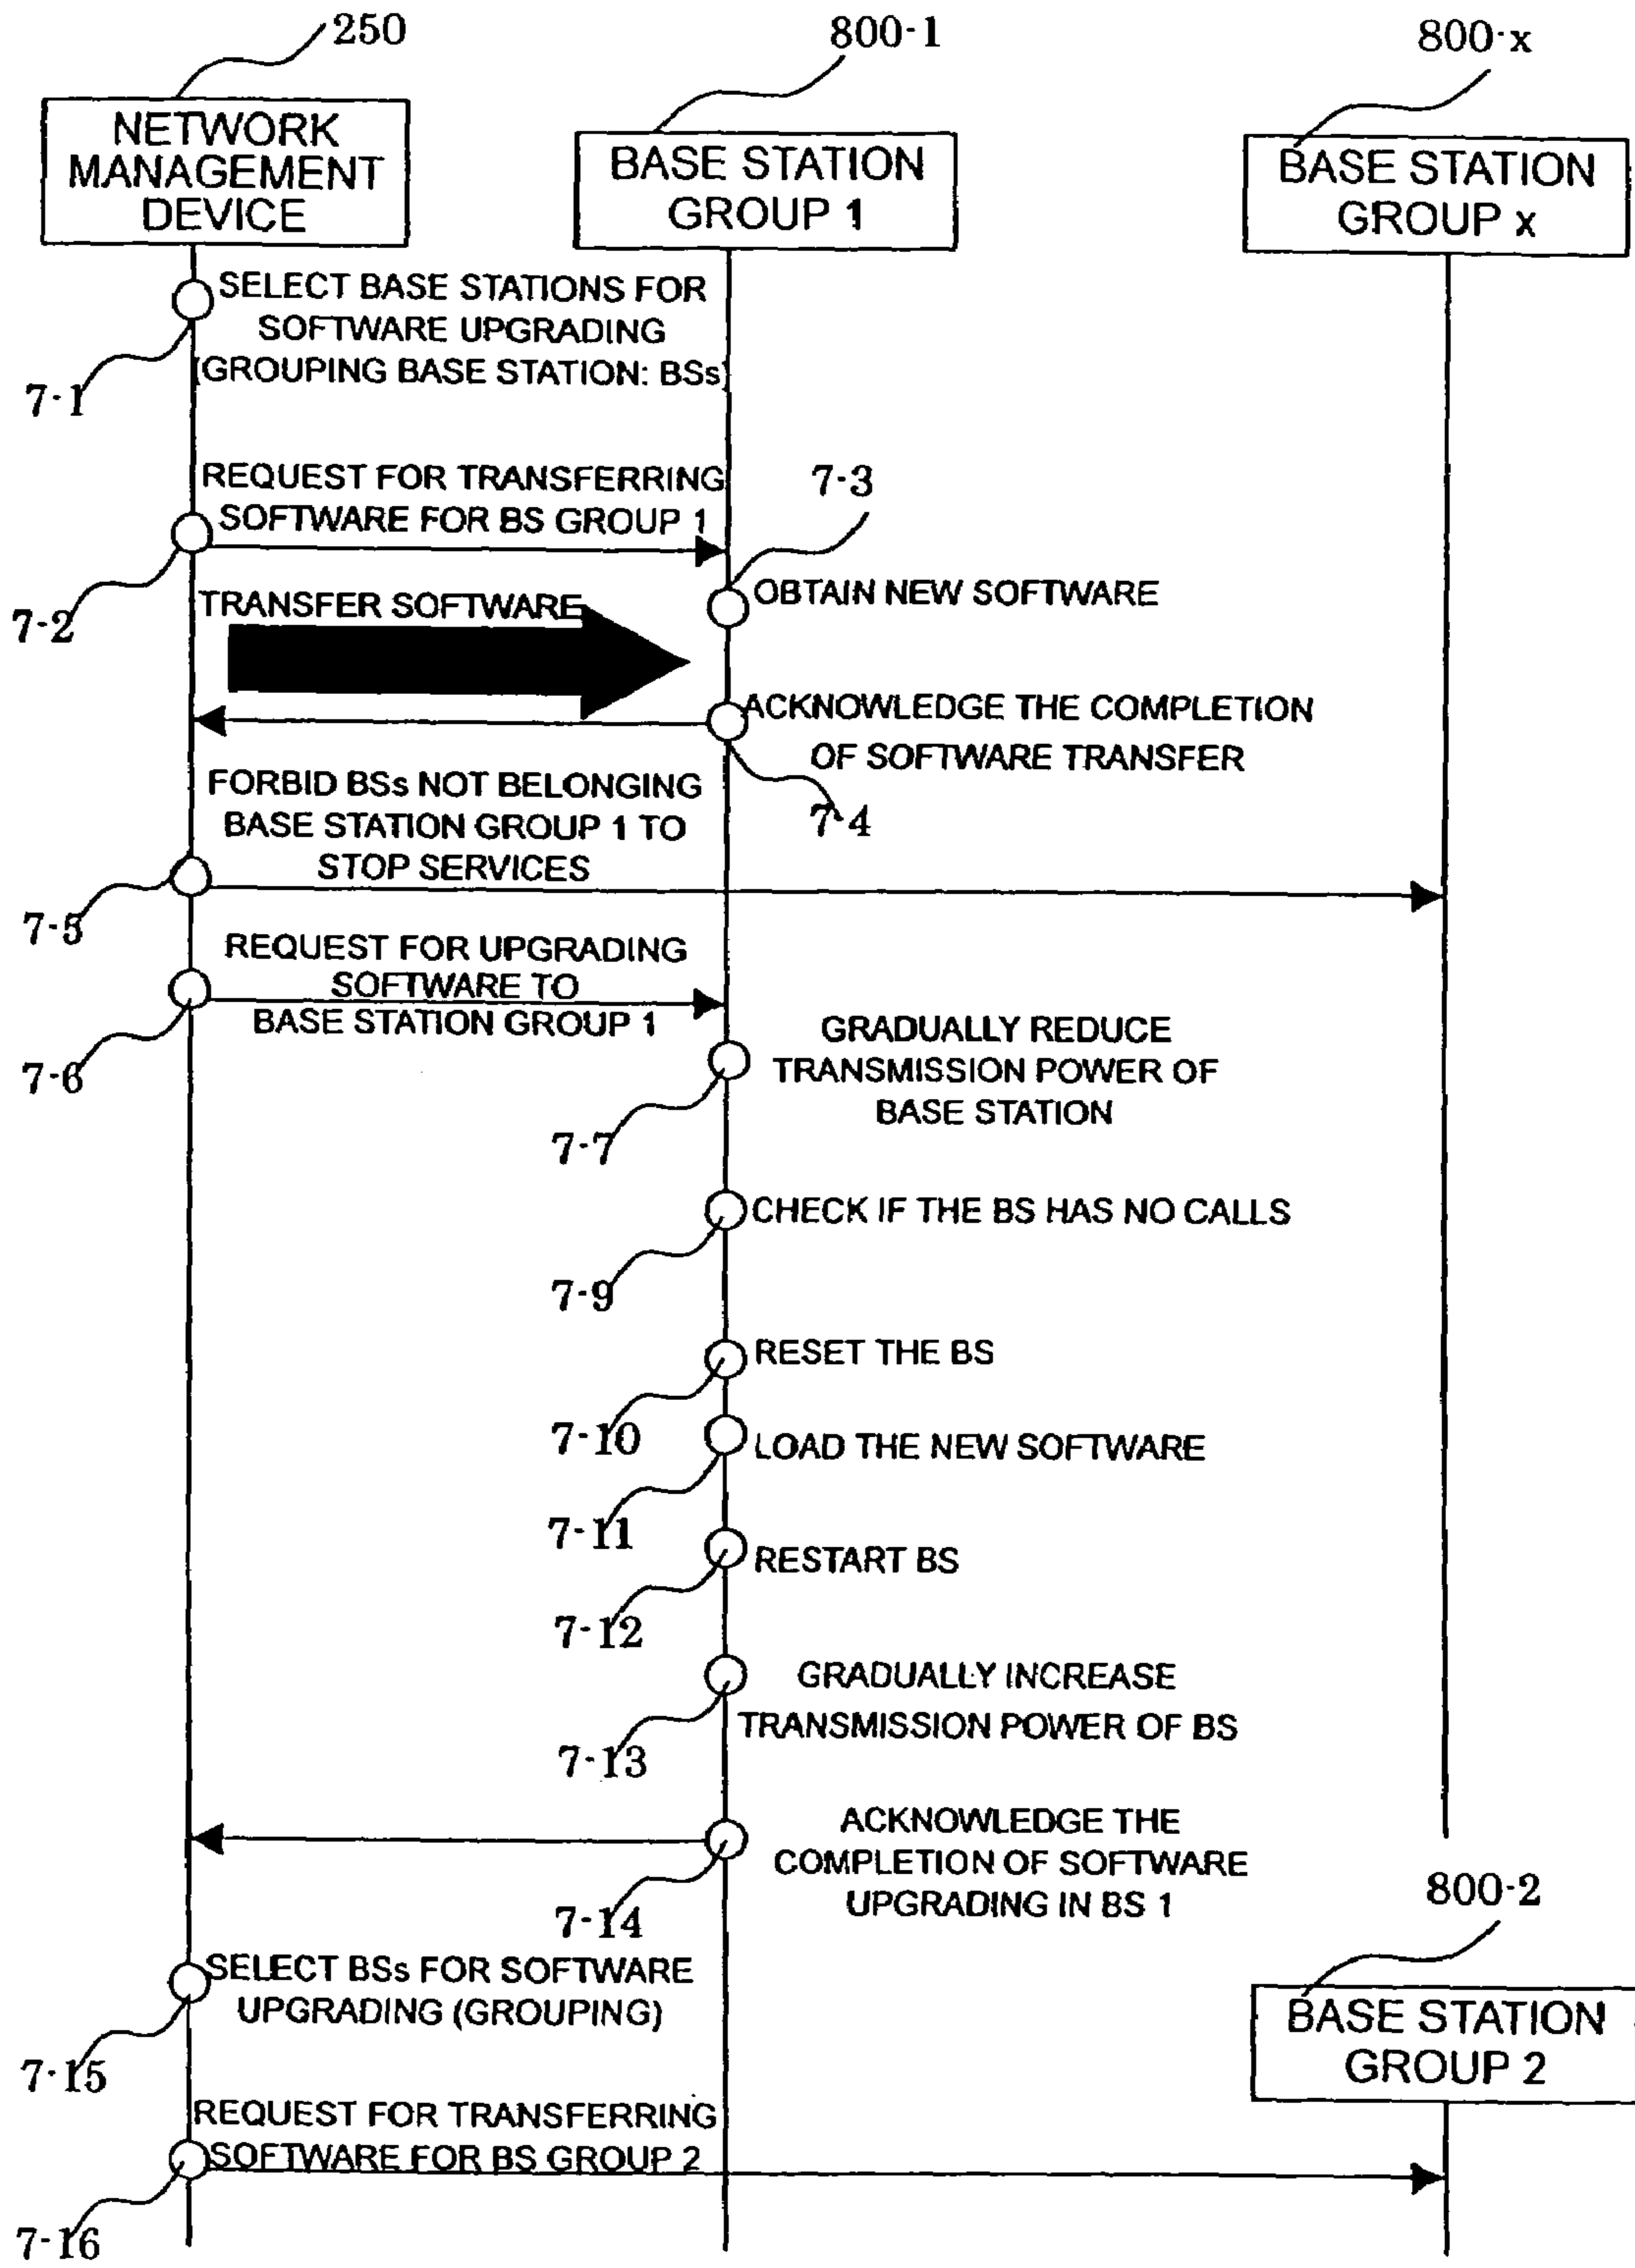 250
800-1
800-x
NETWORK
MANAGEMENT
DEVICE
BASE STATION
GROUP 1
BASE STATION
GROUP x
SELECT BASE STATIONS FOR
SOFTWARE UPGRADING
(GROUPING BASE STATION: BSs)
7-1
REQUEST FOR TRANSFERRING
SOFTWARE FOR BS GROUP 1
7-2
7-3
OBTAIN NEW SOFTWARE
TRANSFER SOFTWARE
ACKNOWLEDGE THE COMPLETION
OF SOFTWARE TRANSFER
7-4
FORBID BSs NOT BELONGING
BASE STATION GROUP 1 TO
STOP SERVICES
7-5
REQUEST FOR UPGRADING
SOFTWARE TO
BASE STATION GROUP 1
7-6
GRADUALLY REDUCE
TRANSMISSION POWER OF
BASE STATION
7-7
CHECK IF THE BS HAS NO CALLS
7-9
RESET THE BS
7-10
LOAD THE NEW SOFTWARE
7-11
RESTART BS
7-12
GRADUALLY INCREASE
TRANSMISSION POWER OF BS
7-13
ACKNOWLEDGE THE
COMPLETION OF SOFTWARE
UPGRADING IN BS 1
7-14
800-2
BASE STATION
GROUP 2
SELECT BSs FOR SOFTWARE
UPGRADING (GROUPING)
7-15
REQUEST FOR TRANSFERRING
SOFTWARE FOR BS GROUP 2
7-16